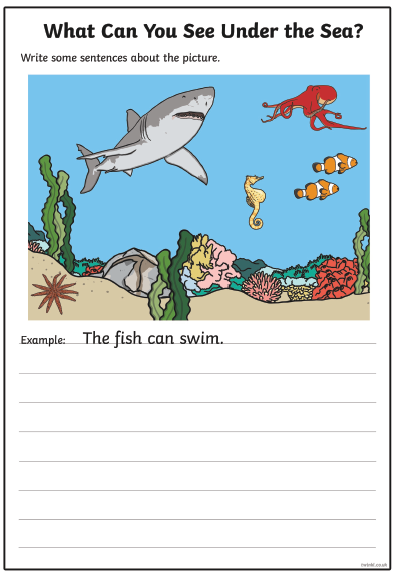 What Can You See Under the Sea?
Write some sentences about the picture.
Example: The fish can swim.
twinkl.co.uk